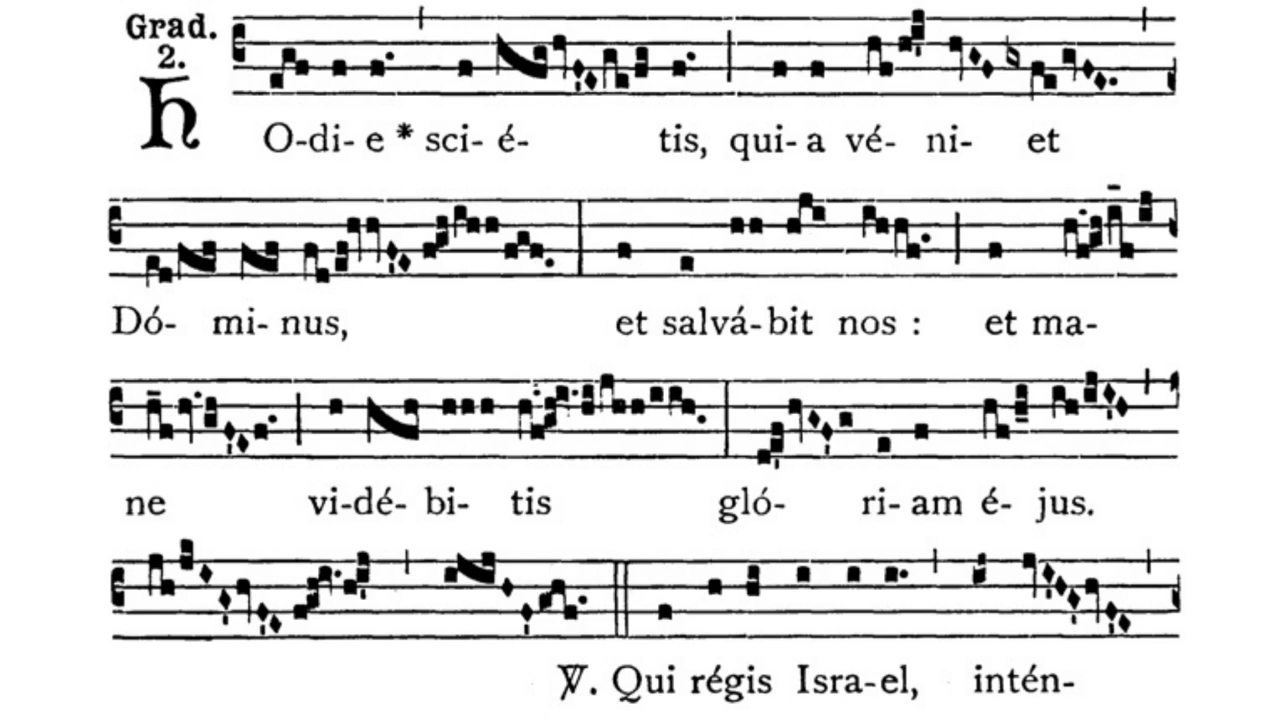 Grad.
2.
HO-di- e * sci- é- tis, qui- a vé- ni- et
Dó- mi- nus, et salvá-bit nos : et ma-
ne vi-dé- bi- tis gló- ri- am é- jus.
℣. Qui régis Isra-el, intén-